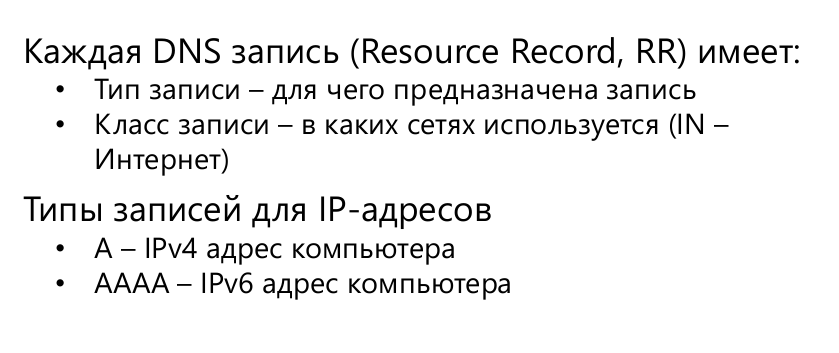 Каждая DNS запись (Resource Record, RR) имеет:
• Тип записи – для чего предназначена запись
• Класс записи – в каких сетях используется (IN –
Интернет)
Типы записей для IP-адресов
• A – IPv4 адрес компьютера
• AAAA – IPv6 адрес компьютера